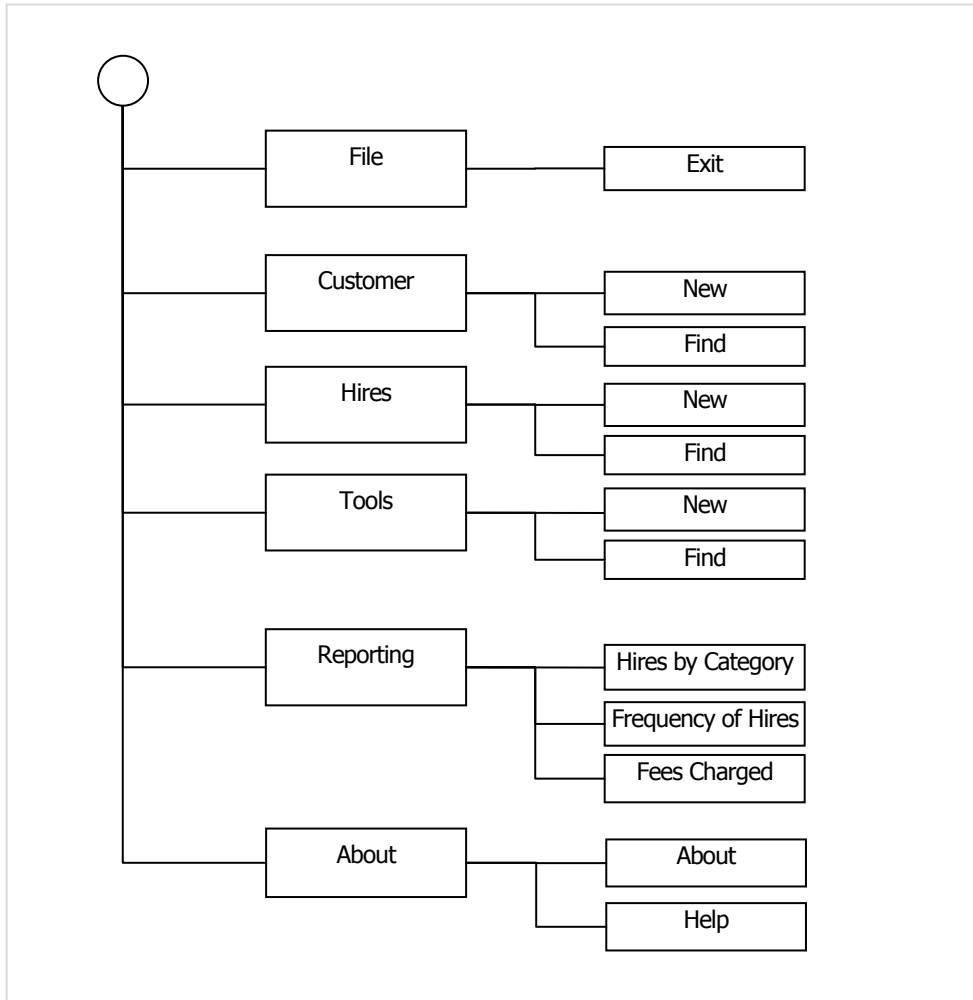 File
Exit
Customer
New
Find
Hires
New
Find
Tools
New
Find
Reporting
Hires by Category
Frequency of Hires
Fees Charged
About
About
Help